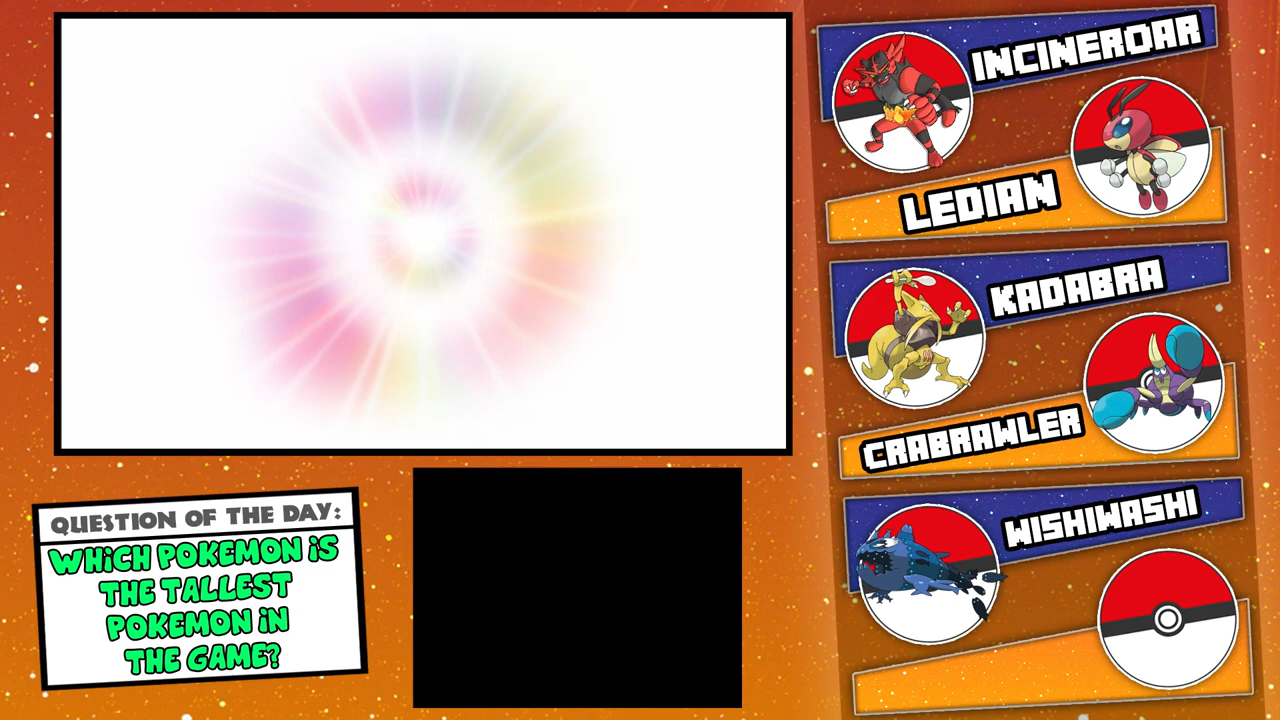 INCINEROAR
LEDIAN
KADABRA
CRABRAWLER
WISHIWASHI
QUESTION OF THE DAY:
WHiCH POKEMON iS
THE TALLEST
POKEMON iN
THE GAME?